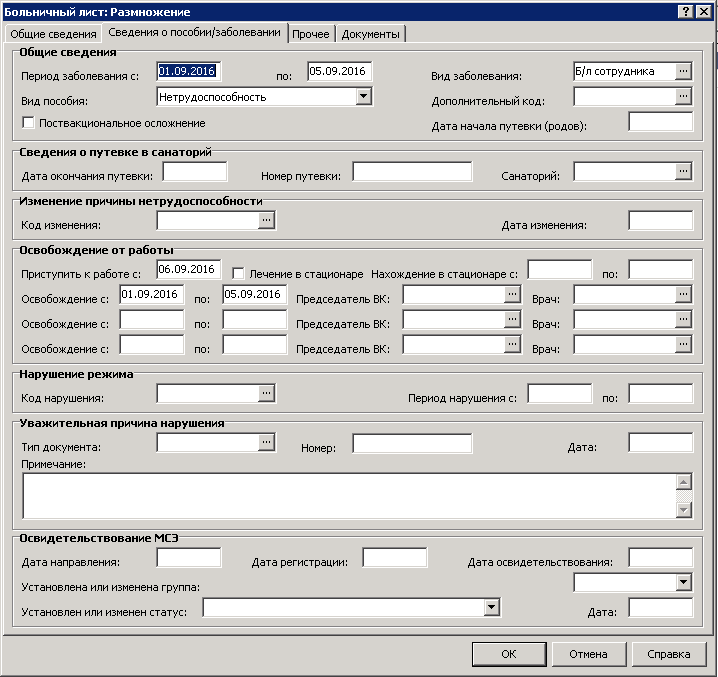 Больничный лист: Размножение
Общие сведения Сведения о пособии/заболевании Прочее Документы
Общие сведения
Период заболевания с: 01.09.2016 по: 05.09.2016 Вид заболевания: Б/л сотрудника ...
Вид пособия: Нетрудоспособность Дополнительный код: ...
Поствакциональное осложнение Дата начала путевки (родов):
Сведения о путевке в санаторий
Дата окончания путевки: Номер путевки: Санаторий: ...
Изменение причины нетрудоспособности
Код изменения: ... Дата изменения:
Освобождение от работы
Приступить к работе с: 06.09.2016 Лечение в стационаре Нахождение в стационаре с: по:
Освобождение с: 01.09.2016 по: 05.09.2016 Председатель ВК: ... Врач: ...
Освобождение с: по: Председатель ВК: ... Врач: ...
Освобождение с: по: Председатель ВК: ... Врач: ...
Нарушение режима
Код нарушения: ... Период нарушения с: по:
Уважительная причина нарушения
Тип документа: ... Номер: Дата:
Примечание:
Освидетельствование МСЭ
Дата направления: Дата регистрации: Дата освидетельствования:
Установлена или изменена группа:
Установлен или изменен статус: Дата:
ОК Отмена Справка